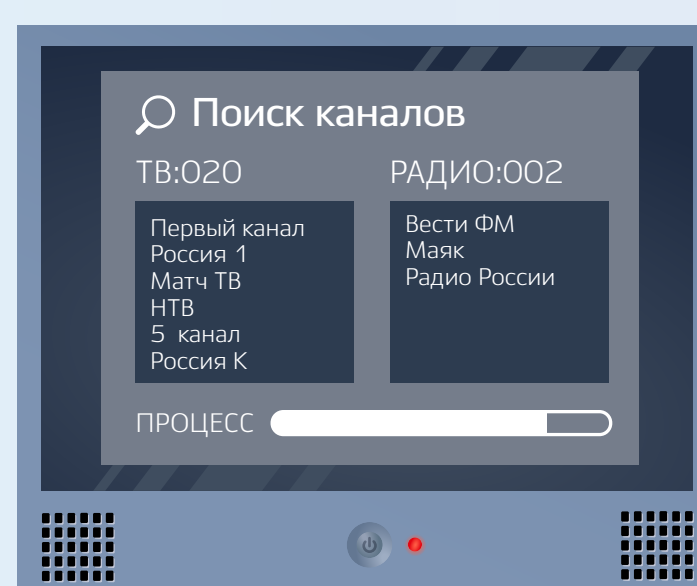 Поиск каналов
ТВ:020
Первый канал
Россия 1
Матч ТВ
НТВ
5 канал
Россия К
РАДИО:002
Вести ФМ
Маяк
Радио России
ПРОЦЕСС